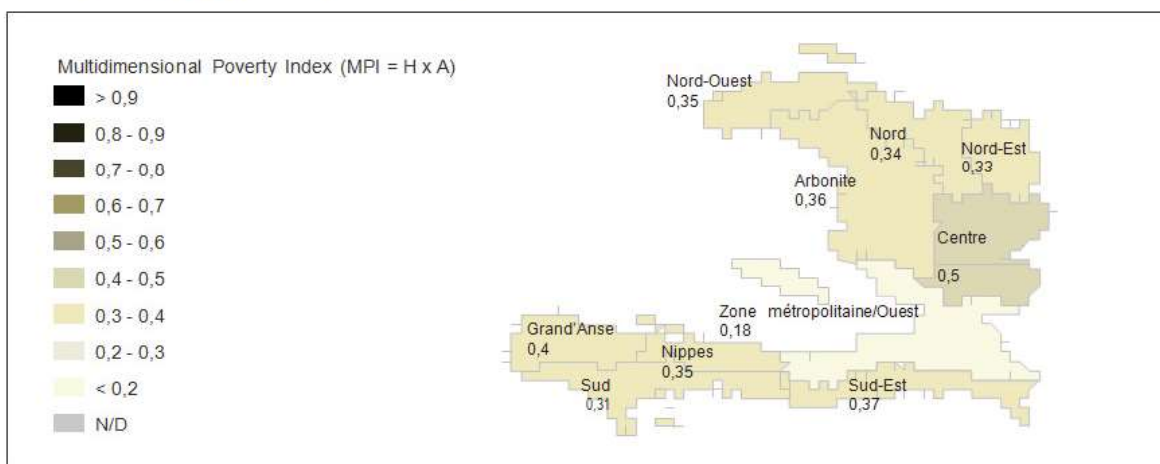 Multidimensional Poverty Index (MPI = H x A)
> 0,9
0,8 - 0,9
0,7 - 0,8
0,6 - 0,7
0,5 - 0,6
0,4 - 0,5
0,3 - 0,4
0,2 - 0,3
< 0,2
N/D
Nord-Ouest
0,35
Nord
0,34
Nord-Est
0,33
Arbonite
0,36
Centre
0,5
Zone métropolitaine/Ouest
0,18
Grand'Anse
0,4
Nippes
0,35
Sud
0,31
Sud-Est
0,37